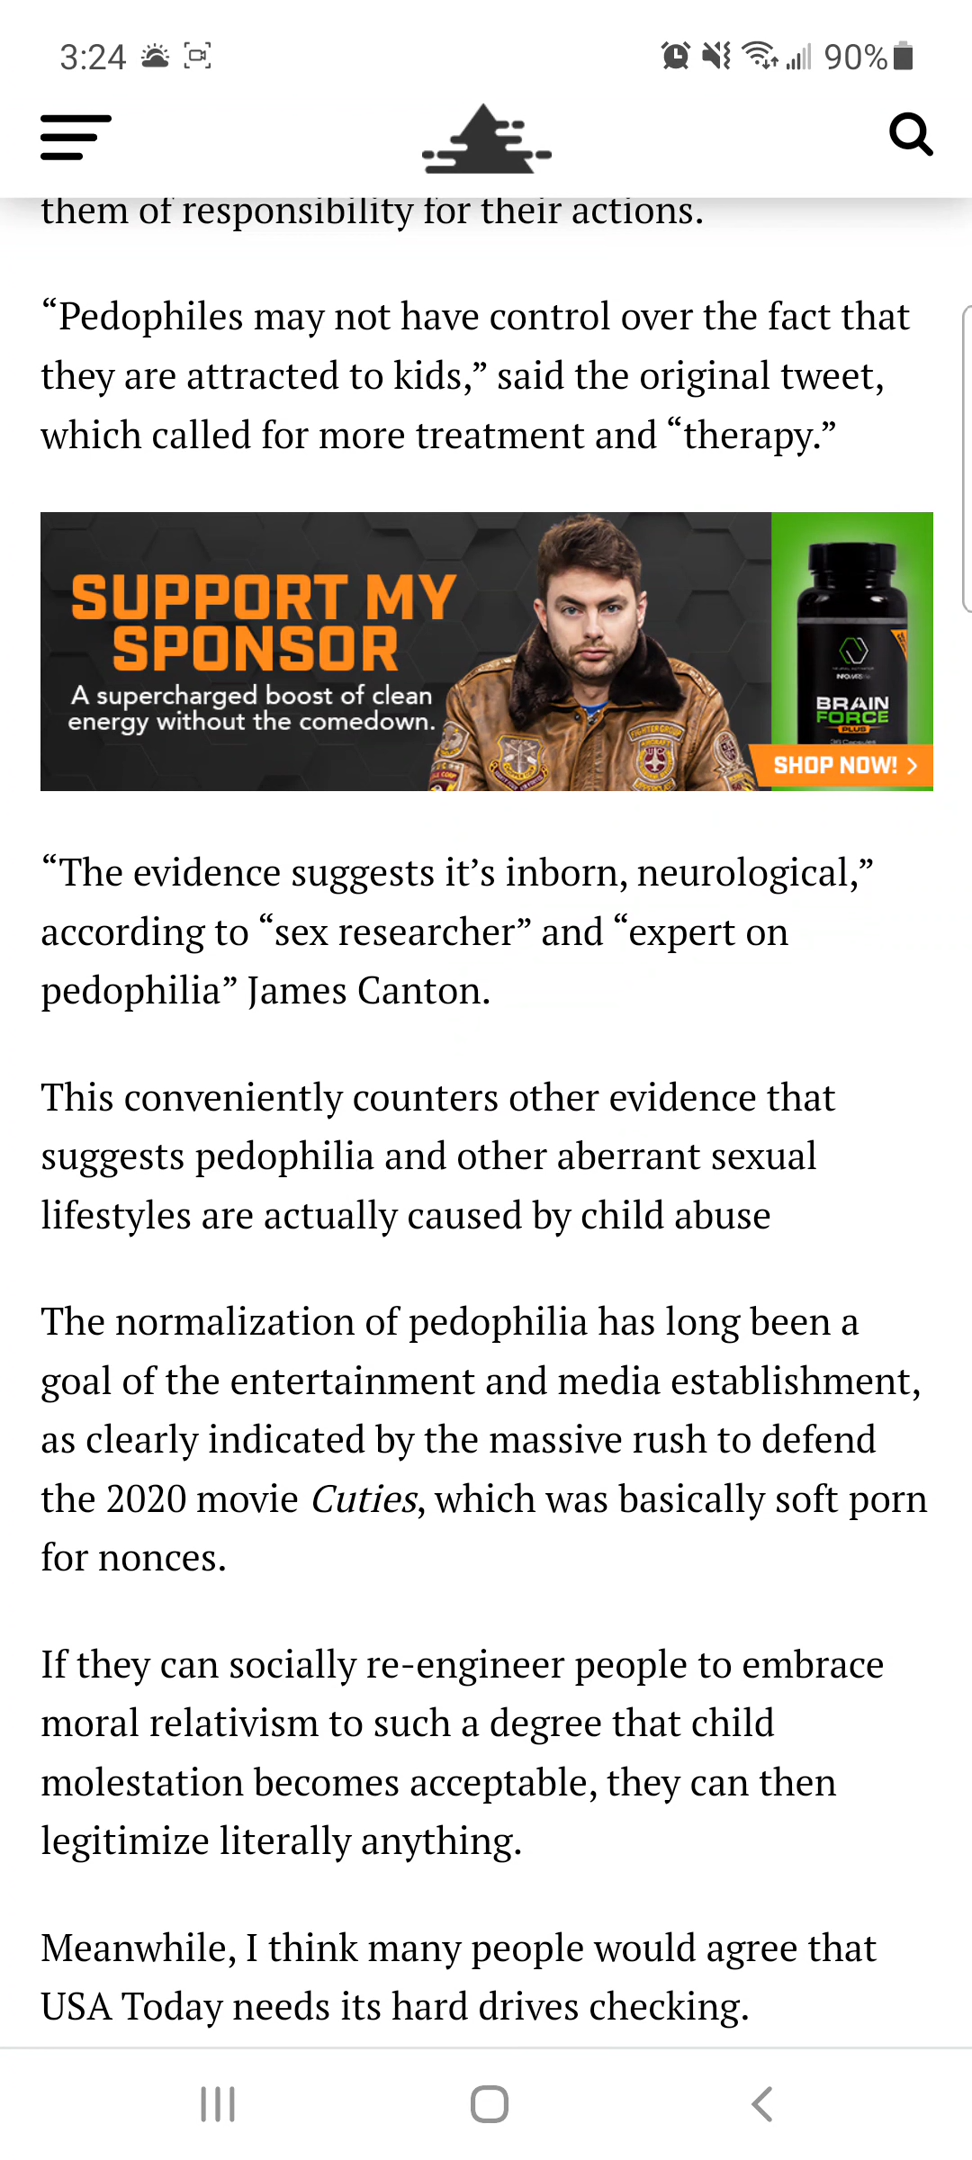 3:24 90%
them of responsibility for their actions.
“Pedophiles may not have control over the fact that
they are attracted to kids,” said the original tweet,
which called for more treatment and “therapy.”
SUPPORT MY
SPONSOR
A supercharged boost of clean
energy without the comedown.
FIGHTER GROUP
INFOWARS
BRAIN
FORCE
PLUS
SHOP NOW! >
“The evidence suggests it’s inborn, neurological,”
according to “sex researcher” and “expert on
pedophilia” James Canton.
This conveniently counters other evidence that
suggests pedophilia and other aberrant sexual
lifestyles are actually caused by child abuse
The normalization of pedophilia has long been a
goal of the entertainment and media establishment,
as clearly indicated by the massive rush to defend
the 2020 movie Cuties, which was basically soft porn
for nonces.
If they can socially re-engineer people to embrace
moral relativism to such a degree that child
molestation becomes acceptable, they can then
legitimize literally anything.
Meanwhile, I think many people would agree that
USA Today needs its hard drives checking.